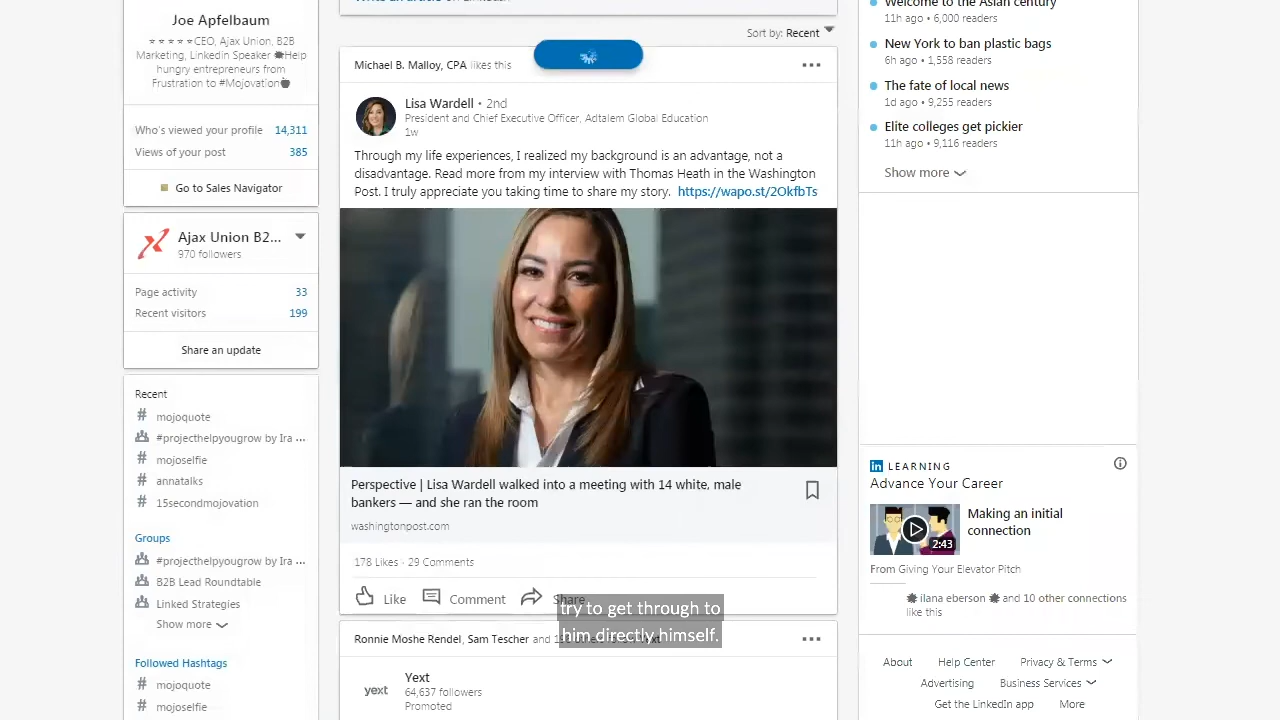 Joe Apfelbaum
CEO, Ajax Union, B2B
Marketing, LinkedIn Speaker Help
hungry entrepreneurs from
Frustration to #Mojovation
Who's viewed your profile 14,311
Views of your post 385
Go to Sales Navigator
Ajax Union B2...
970 followers
Page activity 33
Recent visitors 199
Share an update
Recent
# mojoquote
#projecthelpyougrow by Ira ...
# mojoselfie
# annatalks
# 15secondmojovation
Groups
#projecthelpyougrow by Ira ...
B2B Lead Roundtable
Linked Strategies
Show more
Followed Hashtags
# mojoquote
# mojoselfie
Write an article on LinkedIn
Sort by: Recent
Michael B. Malloy, CPA likes this
Lisa Wardell • 2nd
President and Chief Executive Officer, Adtalem Global Education
1w
Through my life experiences, I realized my background is an advantage, not a
disadvantage. Read more from my interview with Thomas Heath in the Washington
Post. I truly appreciate you taking time to share my story. https://wapo.st/2OkfbTs
Perspective | Lisa Wardell walked into a meeting with 14 white, male
bankers — and she ran the room
washingtonpost.com
178 Likes · 29 Comments
Like Comment Share
try to get through to
him directly, himself.
Ronnie Moshe Rendel, Sam Tescher and
yext
Yext
64,637 followers
Promoted
Welcome to the Asian century
11h ago • 6,000 readers
New York to ban plastic bags
6h ago • 1,558 readers
The fate of local news
1d ago • 9,255 readers
Elite colleges get pickier
11h ago • 9,116 readers
Show more
in LEARNING
Advance Your Career
Making an initial
connection
2:43
From Giving Your Elevator Pitch
ilana eberson and 10 other connections
like this
About Help Center Privacy & Terms
Advertising Business Services
Get the LinkedIn app More